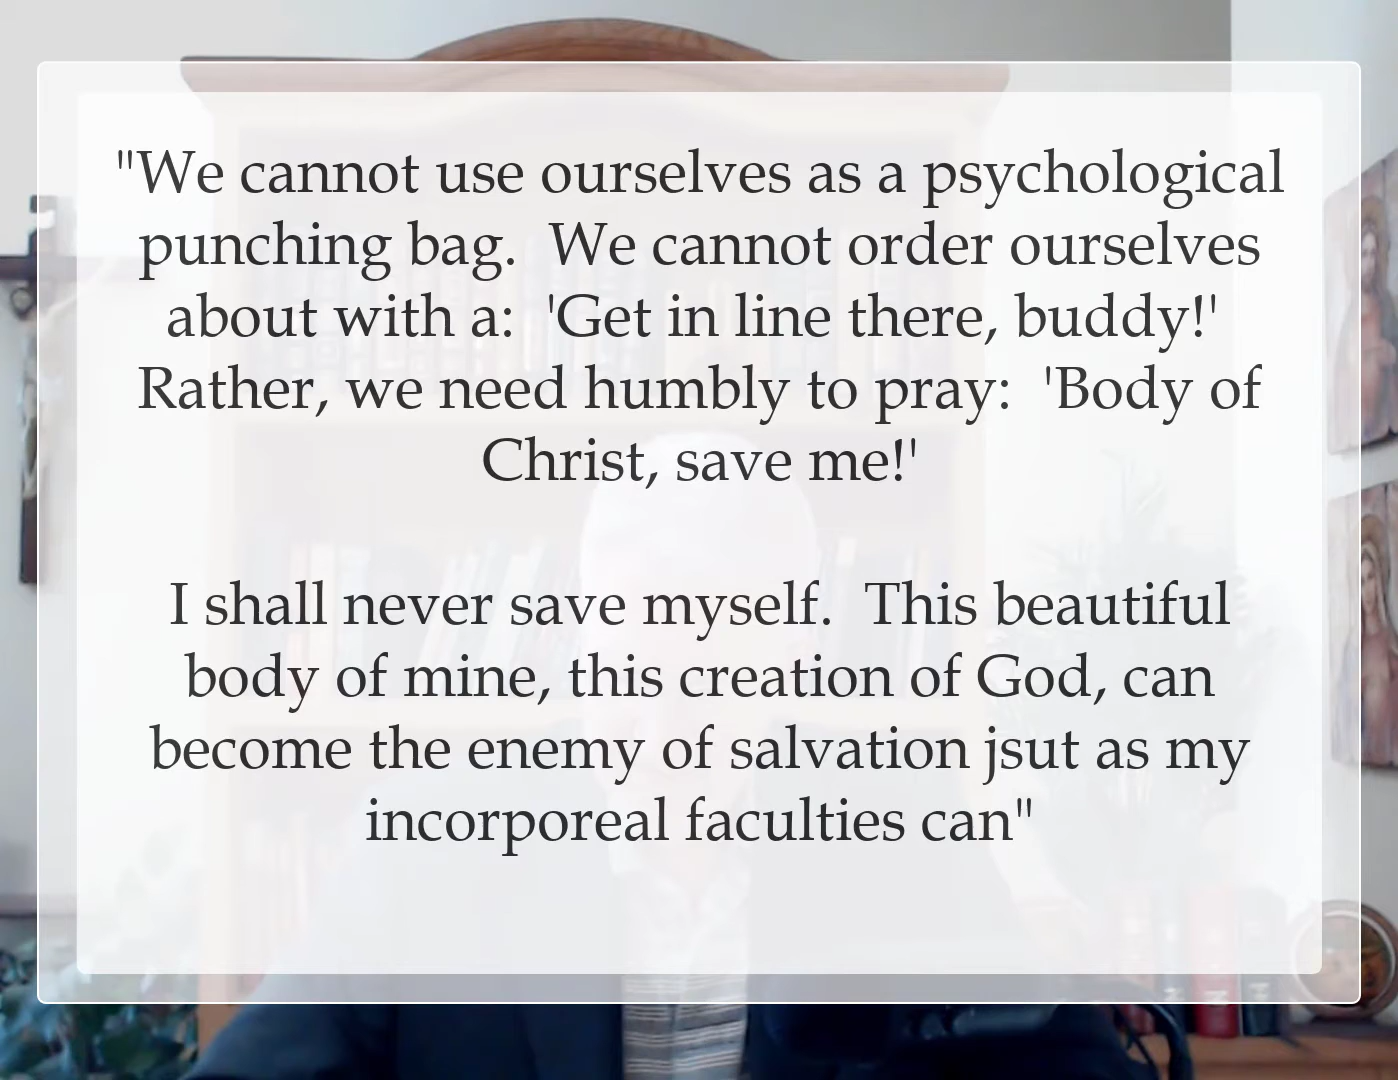 "We cannot use ourselves as a psychological
punching bag.  We cannot order ourselves
about with a:  'Get in line there, buddy!'
Rather, we need humbly to pray:  'Body of
Christ, save me!'
I shall never save myself.  This beautiful
body of mine, this creation of God, can
become the enemy of salvation jsut as my
incorporeal faculties can"